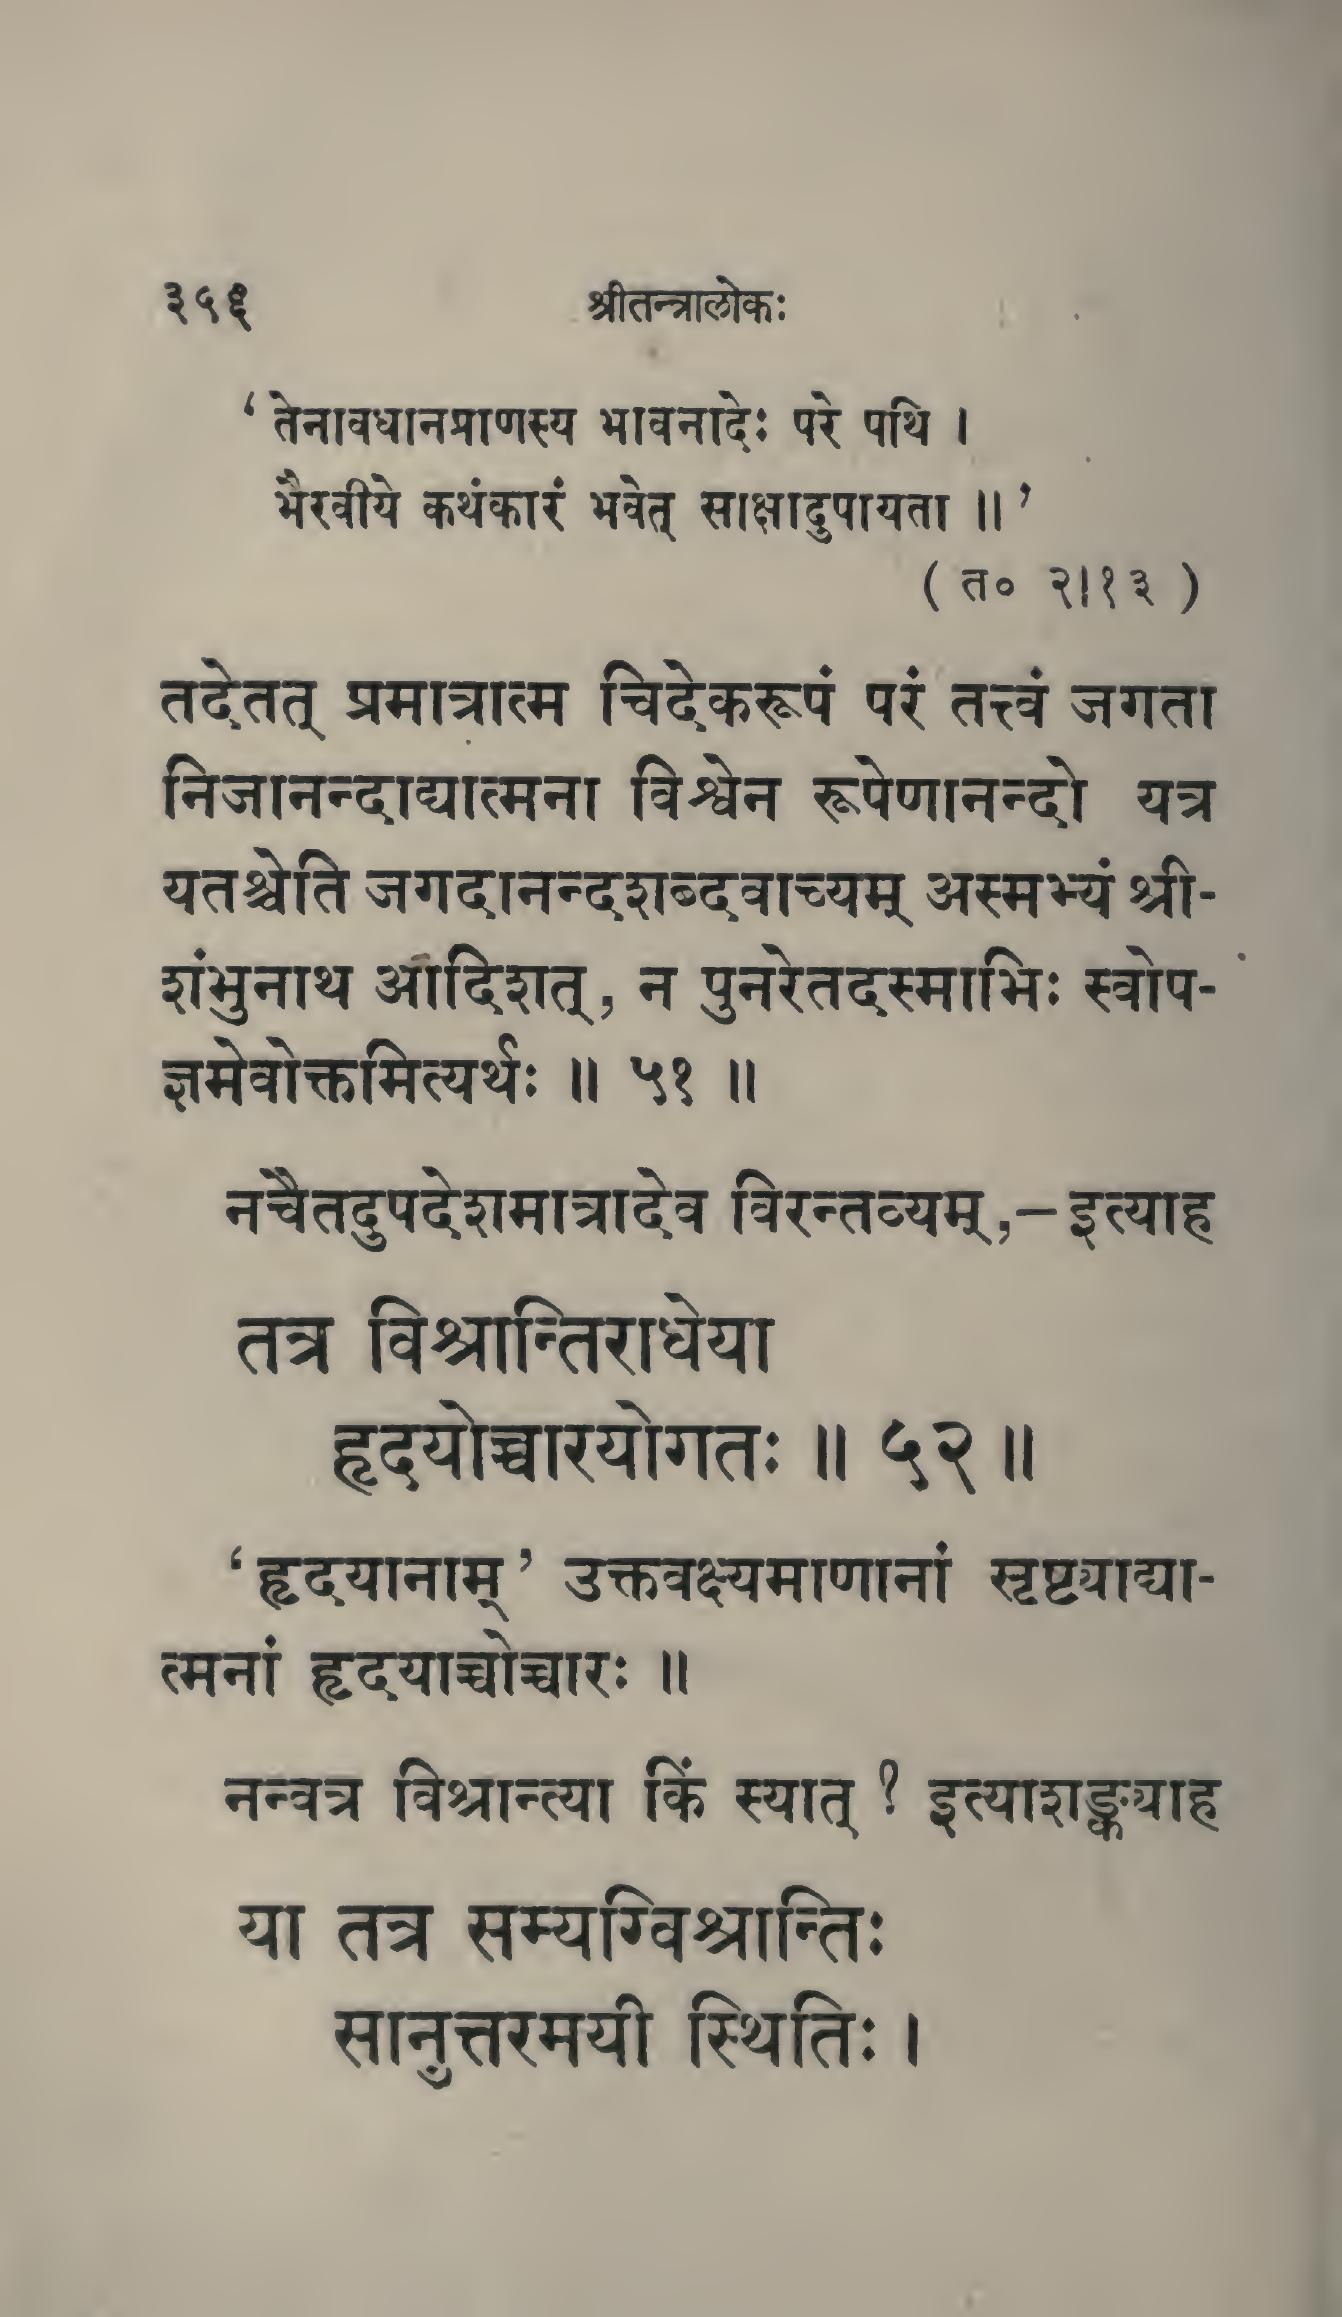 ३५६ श्रीतन्त्रालोकः
‘ तेनावधानप्राणस्य भावनादेः परे पथि ।
भैरवीये कथंकारं भवेत् साक्षादुपायता ॥ ’
( त० २।१३ )
तदेतत् प्रमात्रात्म चिदेकरूपं परं तत्त्वं जगता
निजानन्दाद्यात्मना विश्वेन रूपेणानन्दो यत्र
यतश्चेति जगदानन्दशब्दवाच्यम् अस्मभ्यं श्री-
शंभुनाथ आदिशत्, न पुनरेतदस्माभिः स्वोप-
ज्ञमेवोक्तमित्यर्थः ॥ ५१ ॥
नचैतदुपदेशमात्रादेव विरन्तव्यम्,—इत्याह
तत्र विश्रान्तिराधेया
हृदयोच्चारयोगतः ॥ ५२ ॥
‘हृदयानाम्’ उक्तवक्ष्यमाणानां सृष्ट्याद्या-
त्मनां हृदयाच्चोच्चारः ॥
नन्वत्र विश्रान्त्या किं स्यात् ? इत्याशङ्कयाह
या तत्र सम्यग्विश्रान्तिः
सानुत्तरमयी स्थितिः ।